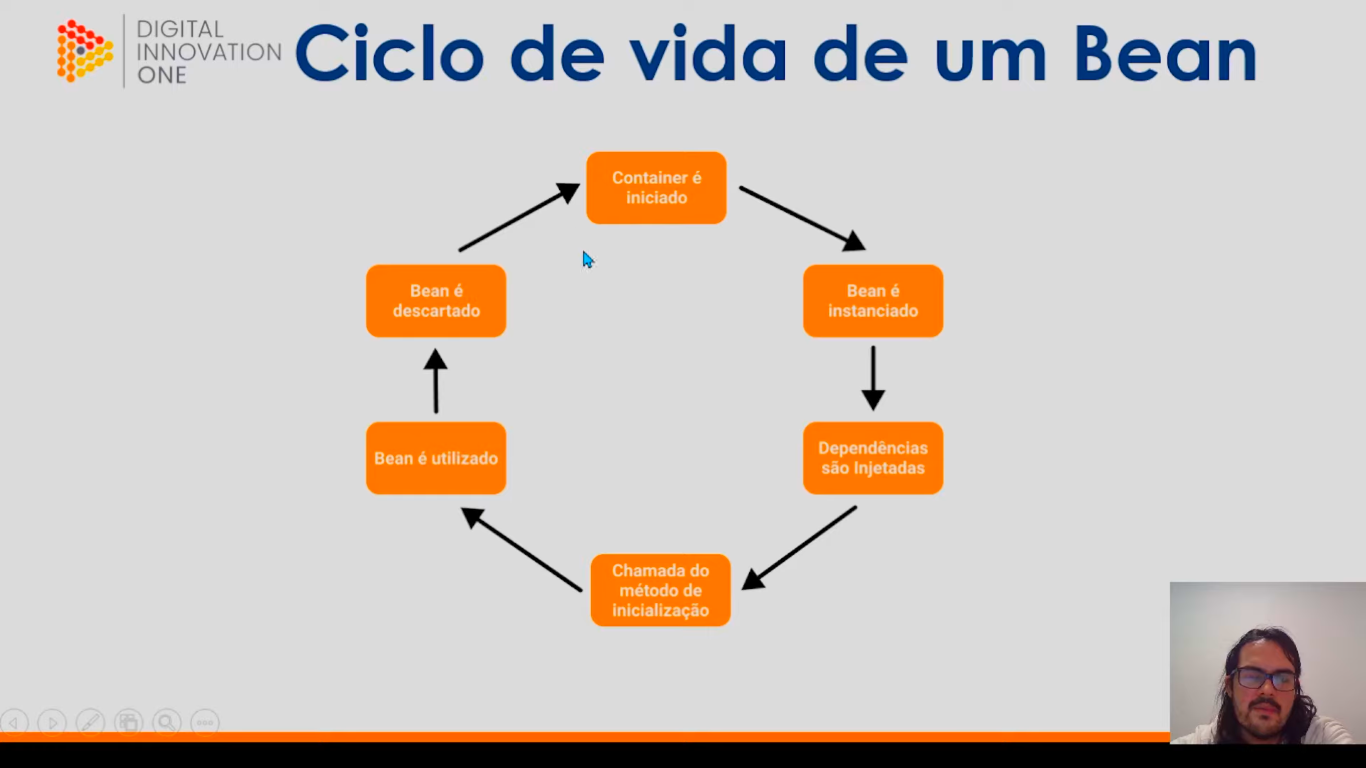 DIGITAL
INNOVATION
ONE
Ciclo de vida de um Bean
Container é
iniciado
Bean é
instanciado
Dependências
são Injetadas
Chamada do
método de
inicialização
Bean é utilizado
Bean é
descartado